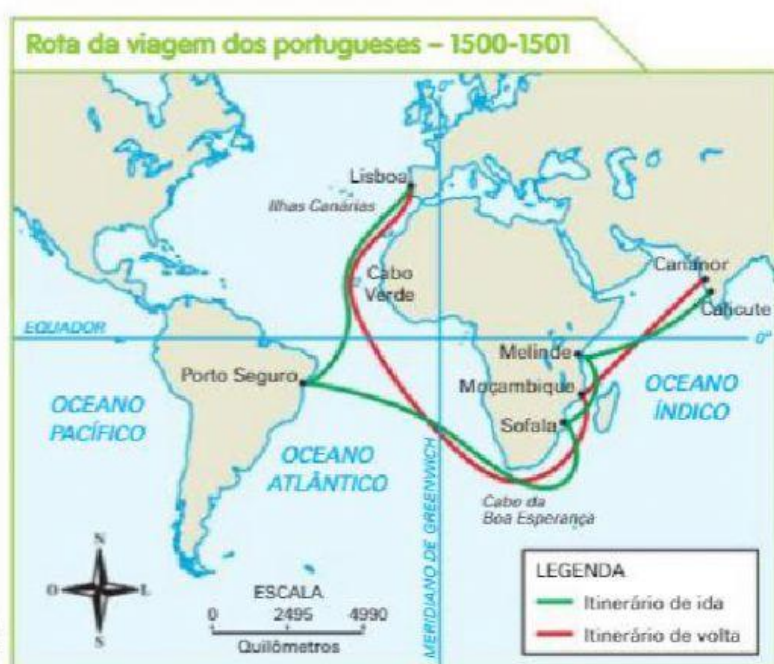 Rota da viagem dos portugueses – 1500-1501
Lisboa
Ilhas Canárias
Cabo
Verde
Cananor
Calicute
EQUADOR
0°
Melinde
Porto Seguro
Moçambique
OCEANO
PACÍFICO
OCEANO
ÍNDICO
Sofala
OCEANO
ATLÂNTICO
MERIDIANO DE GREENWICH
Cabo da
Boa Esperança
N
O
L
S
ESCALA
0 2495 4990
Quilômetros
LEGENDA
Itinerário de ida
Itinerário de volta